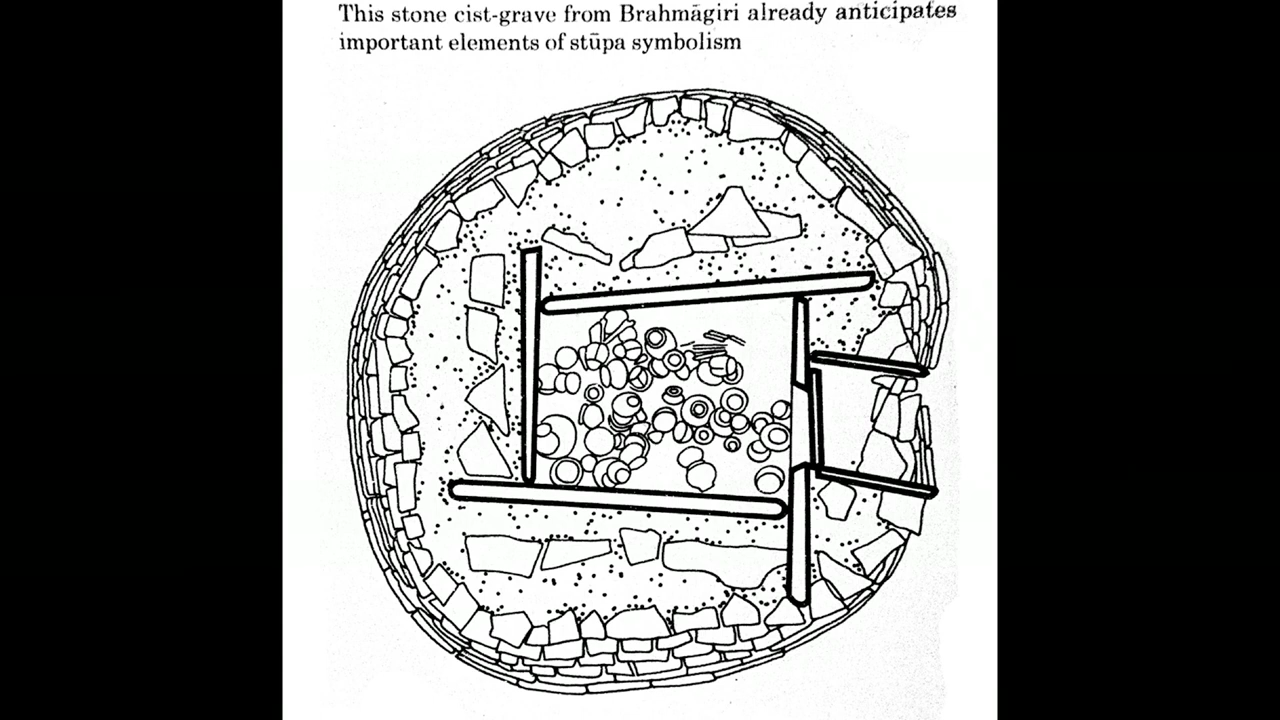 This stone cist-grave from Brahmāgiri already anticipates
important elements of stūpa symbolism